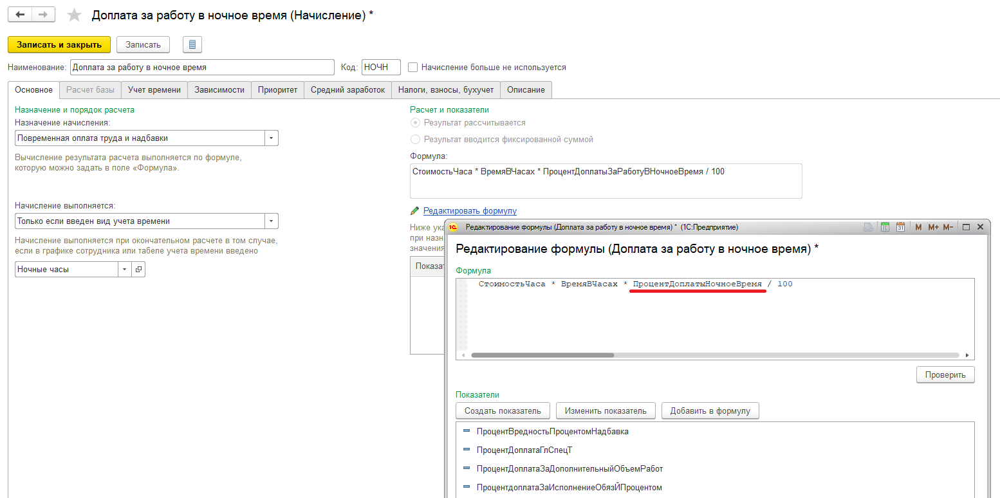 Доплата за работу в ночное время (Начисление) *
Записать и закрыть
Записать
Наименование: Доплата за работу в ночное время Код: НОЧН Начисление больше не используется
Основное Расчет базы Учет времени Зависимости Приоритет Средний заработок Налоги, взносы, бухучет Описание
Назначение и порядок расчета
Назначение начисления:
Повременная оплата труда и надбавки
Вычисление результата расчета выполняется по формуле,
которую можно задать в поле «Формула».
Начисление выполняется:
Только если введен вид учета времени
Начисление выполняется при окончательном расчете в том случае,
если в графике сотрудника или табеле учета времени введено
Ночные часы
Расчет и показатели
Результат рассчитывается
Результат вводится фиксированной суммой
Формула:
СтоимостьЧаса * ВремяВЧасах * ПроцентДоплатыЗаРаботуВНочноеВремя / 100
Редактировать формулу
Ниже ука
при назн
значения
Показат
1С Редактирование формулы (Доплата за работу в ночное время) * (1С:Предприятие) 31 M M+ M-
Редактирование формулы (Доплата за работу в ночное время) *
Формула
СтоимостьЧаса * ВремяВЧасах * ПроцентДоплатыНочноеВремя / 100
Проверить
Показатели
Создать показатель
Изменить показатель
Добавить в формулу
ПроцентВредностьПроцентомНадбавка
ПроцентДоплатаГлСпецТ
ПроцентДоплатаЗаДополнительныйОбъемРабот
ПроцентдоплатаЗаИсполнениеОбязЙПроцентом